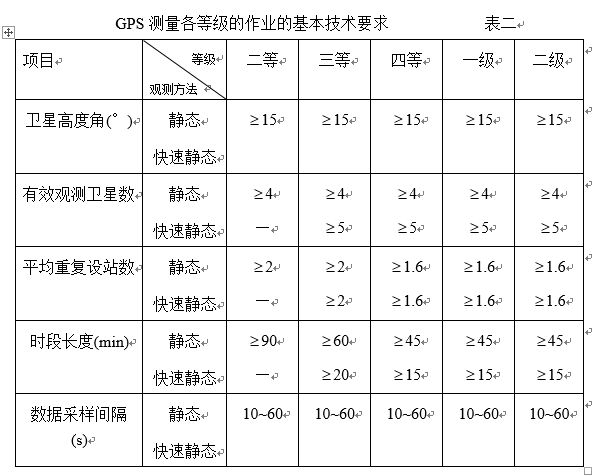 GPS 测量各等级的作业的基本技术要求 表二
项目 等级 观测方法 二等 三等 四等 一级 二级
卫星高度角(°) 静态 ≥15 ≥15 ≥15 ≥15 ≥15
快速静态
有效观测卫星数 静态 ≥4 ≥4 ≥4 ≥4 ≥4
快速静态 — ≥5 ≥5 ≥5 ≥5
平均重复设站数 静态 ≥2 ≥2 ≥1.6 ≥1.6 ≥1.6
快速静态 — ≥2 ≥1.6 ≥1.6 ≥1.6
时段长度(min) 静态 ≥90 ≥60 ≥45 ≥45 ≥45
快速静态 — ≥20 ≥15 ≥15 ≥15
数据采样间隔 静态 10~60 10~60 10~60 10~60 10~60
(s) 快速静态